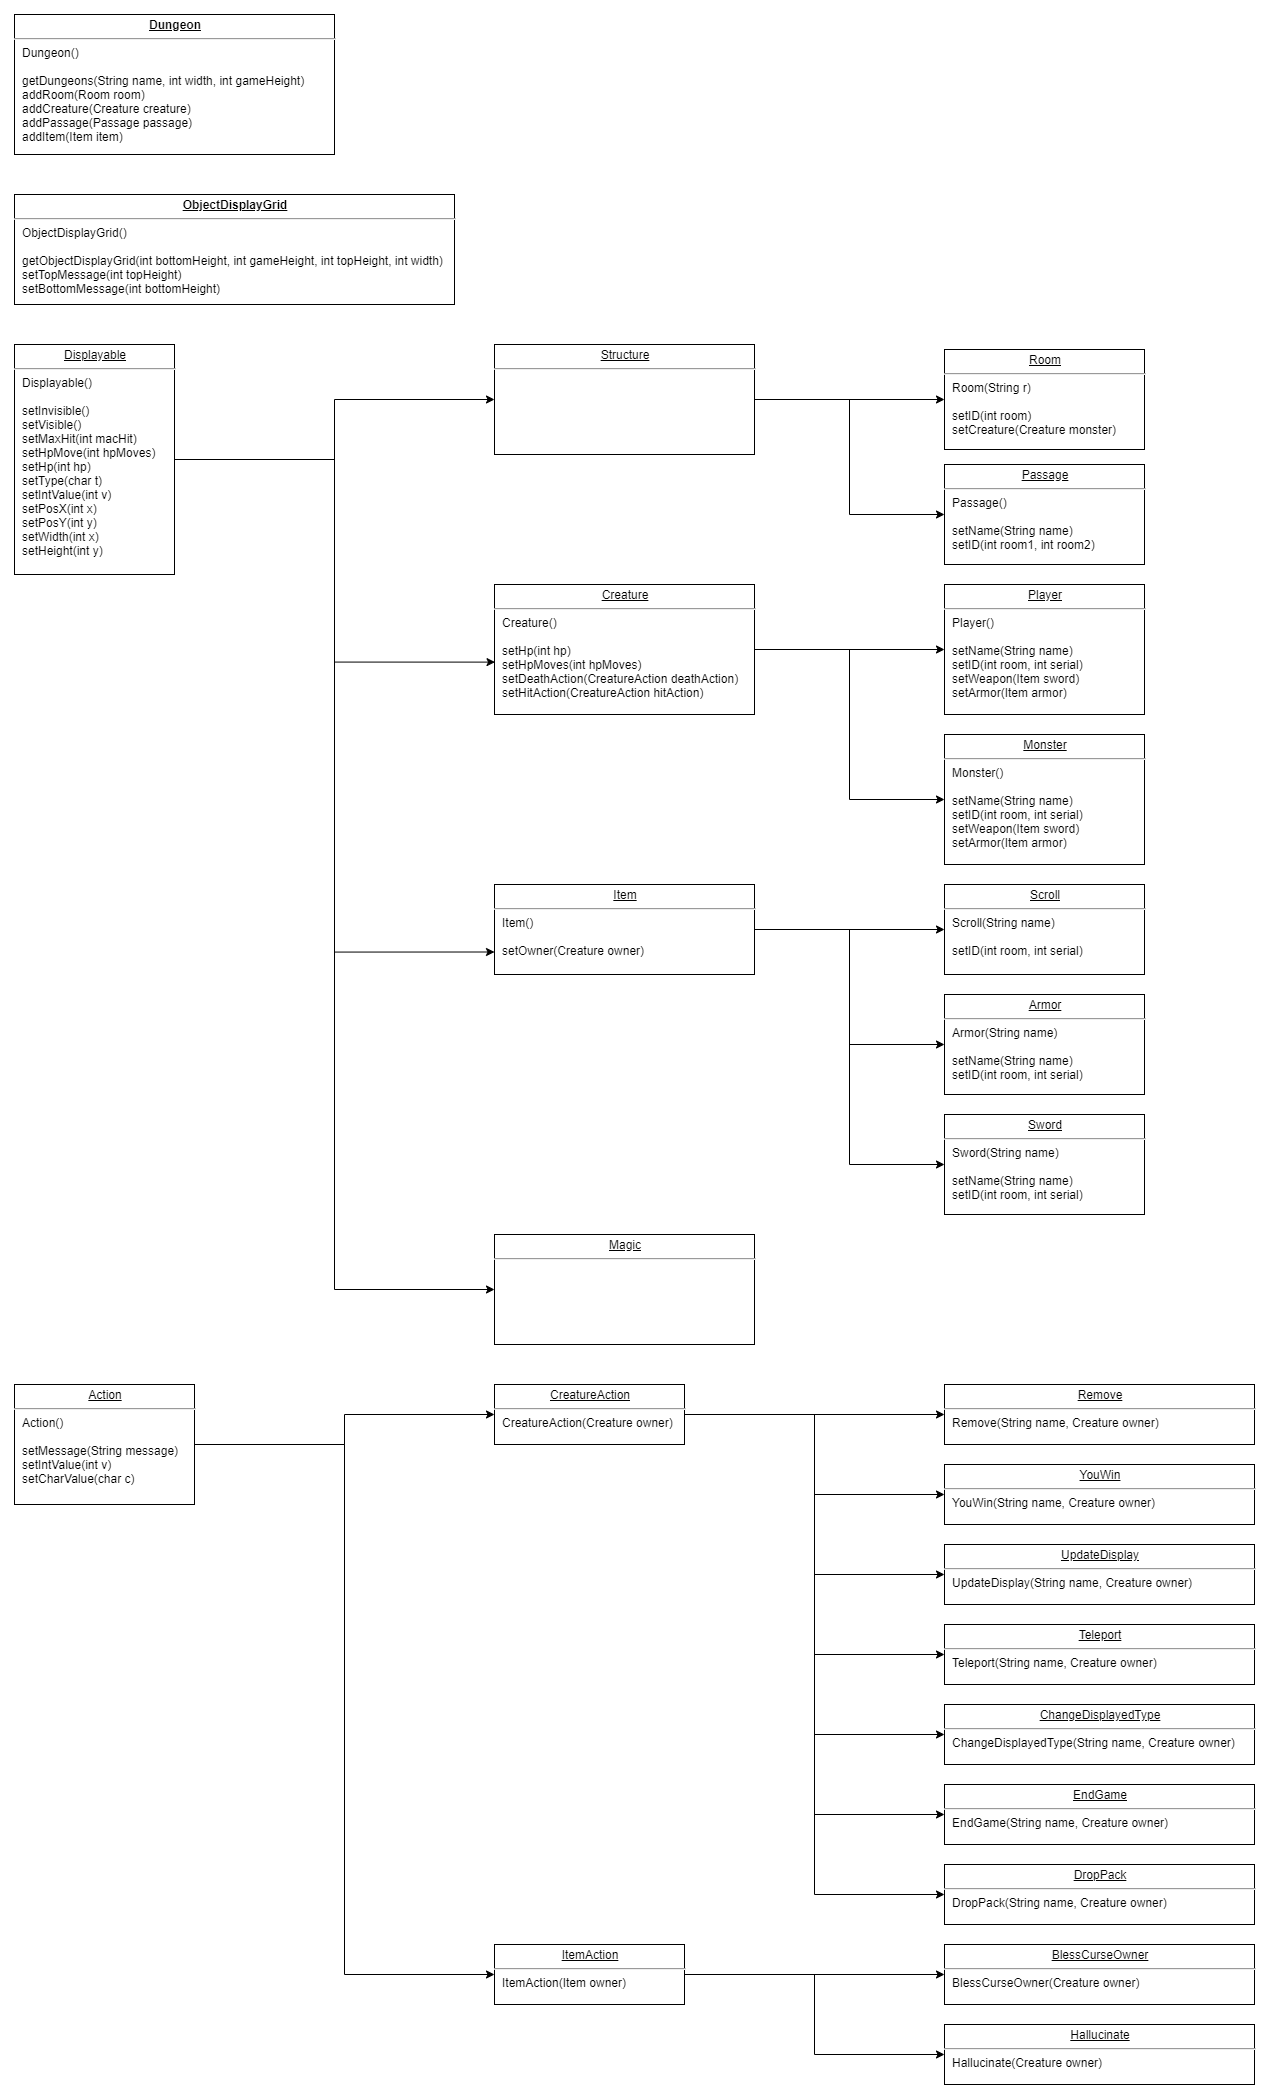 Dungeon
Dungeon()
getDungeons(String name, int width, int gameHeight)
addRoom(Room room)
addCreature(Creature creature)
addPassage(Passage passage)
addItem(Item item)
ObjectDisplayGrid
ObjectDisplayGrid()
getObjectDisplayGrid(int bottomHeight, int gameHeight, int topHeight, int width)
setTopMessage(int topHeight)
setBottomMessage(int bottomHeight)
Displayable
Displayable()
setInvisible()
setVisible()
setMaxHit(int macHit)
setHpMove(int hpMoves)
setHp(int hp)
setType(char t)
setIntValue(int v)
setPosX(int x)
setPosY(int y)
setWidth(int x)
setHeight(int y)
Structure
Room
Room(String r)
setID(int room)
setCreature(Creature monster)
Passage
Passage()
setName(String name)
setID(int room1, int room2)
Creature
Creature()
setHp(int hp)
setHpMoves(int hpMoves)
setDeathAction(CreatureAction deathAction)
setHitAction(CreatureAction hitAction)
Player
Player()
setName(String name)
setID(int room, int serial)
setWeapon(Item sword)
setArmor(Item armor)
Monster
Monster()
setName(String name)
setID(int room, int serial)
setWeapon(Item sword)
setArmor(Item armor)
Item
Item()
setOwner(Creature owner)
Scroll
Scroll(String name)
setID(int room, int serial)
Armor
Armor(String name)
setName(String name)
setID(int room, int serial)
Sword
Sword(String name)
setName(String name)
setID(int room, int serial)
Magic
Action
Action()
setMessage(String message)
setIntValue(int v)
setCharValue(char c)
CreatureAction
CreatureAction(Creature owner)
Remove
Remove(String name, Creature owner)
YouWin
YouWin(String name, Creature owner)
UpdateDisplay
UpdateDisplay(String name, Creature owner)
Teleport
Teleport(String name, Creature owner)
ChangeDisplayedType
ChangeDisplayedType(String name, Creature owner)
EndGame
EndGame(String name, Creature owner)
DropPack
DropPack(String name, Creature owner)
ItemAction
ItemAction(Item owner)
BlessCurseOwner
BlessCurseOwner(Creature owner)
Hallucinate
Hallucinate(Creature owner)